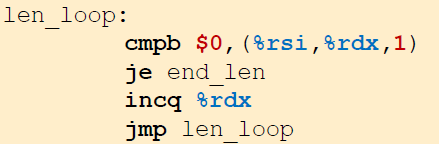 len_loop:
cmpb $0,(%rsi,%rdx,1)
je end_len
incq %rdx
jmp len_loop